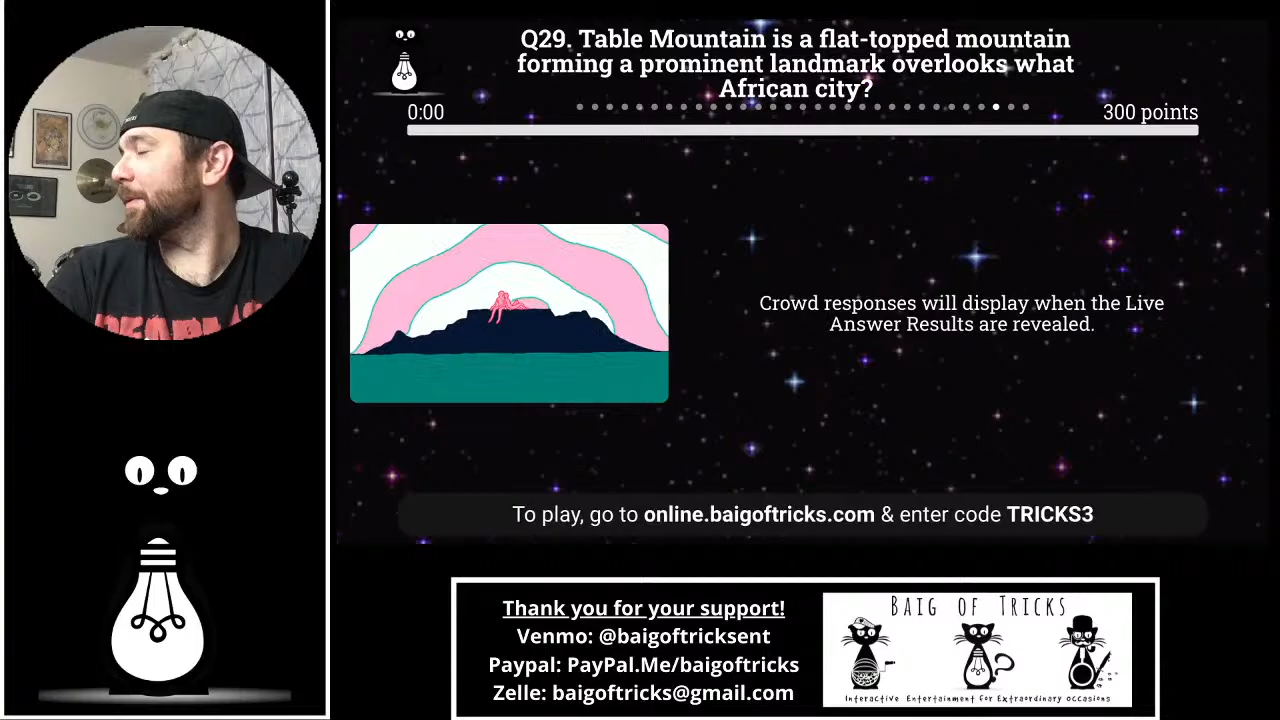 Q29. Table Mountain is a flat-topped mountain
forming a prominent landmark overlooks what
African city?
0:00
300 points
Crowd responses will display when the Live
Answer Results are revealed.
To play, go to online.baigoftricks.com & enter code TRICKS3
Thank you for your support!
Venmo: @baigoftricksent
Paypal: PayPal.Me/baigoftricks
Zelle: baigoftricks@gmail.com
BAIG OF TRICKS
Interactive Entertainment for Extraordinary occasions